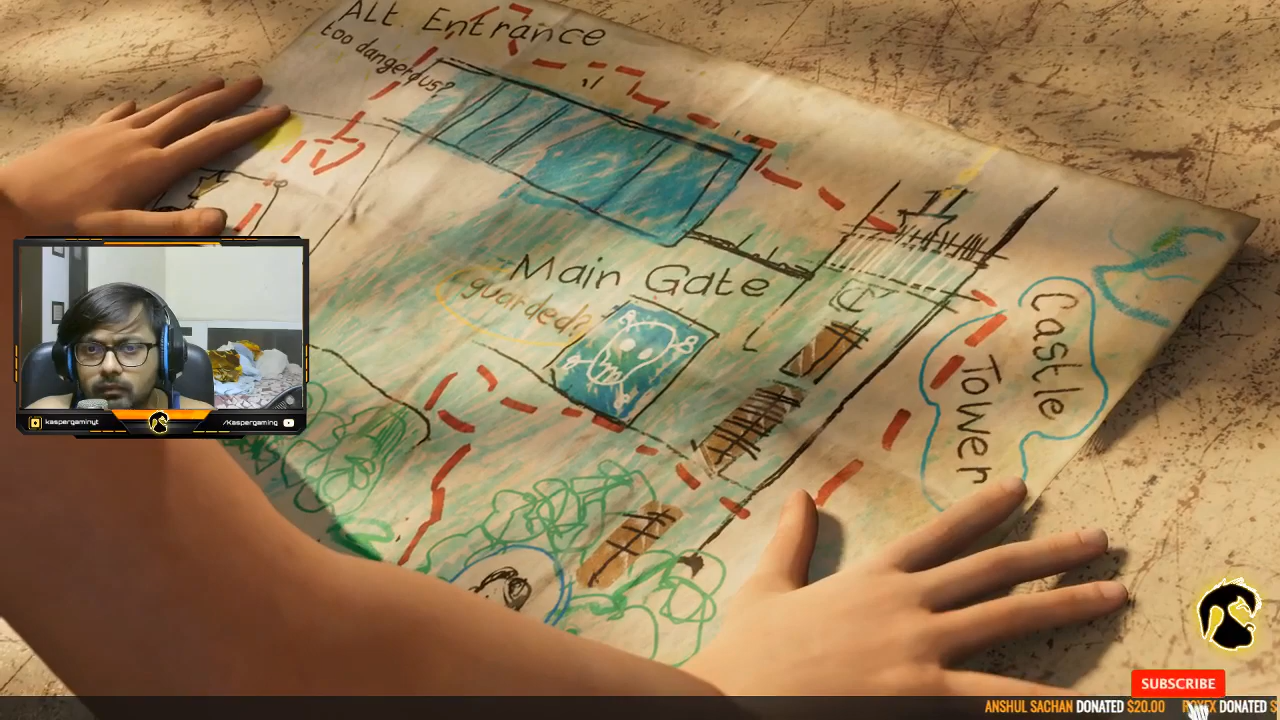 ALt Entrance
too dangerous?
Main Gate
guarded?
Castle
Tower
kaspergamingyt
/Kaspergaming
SUBSCRIBE
ANSHUL SACHAN DONATED $20.00
DONATED $